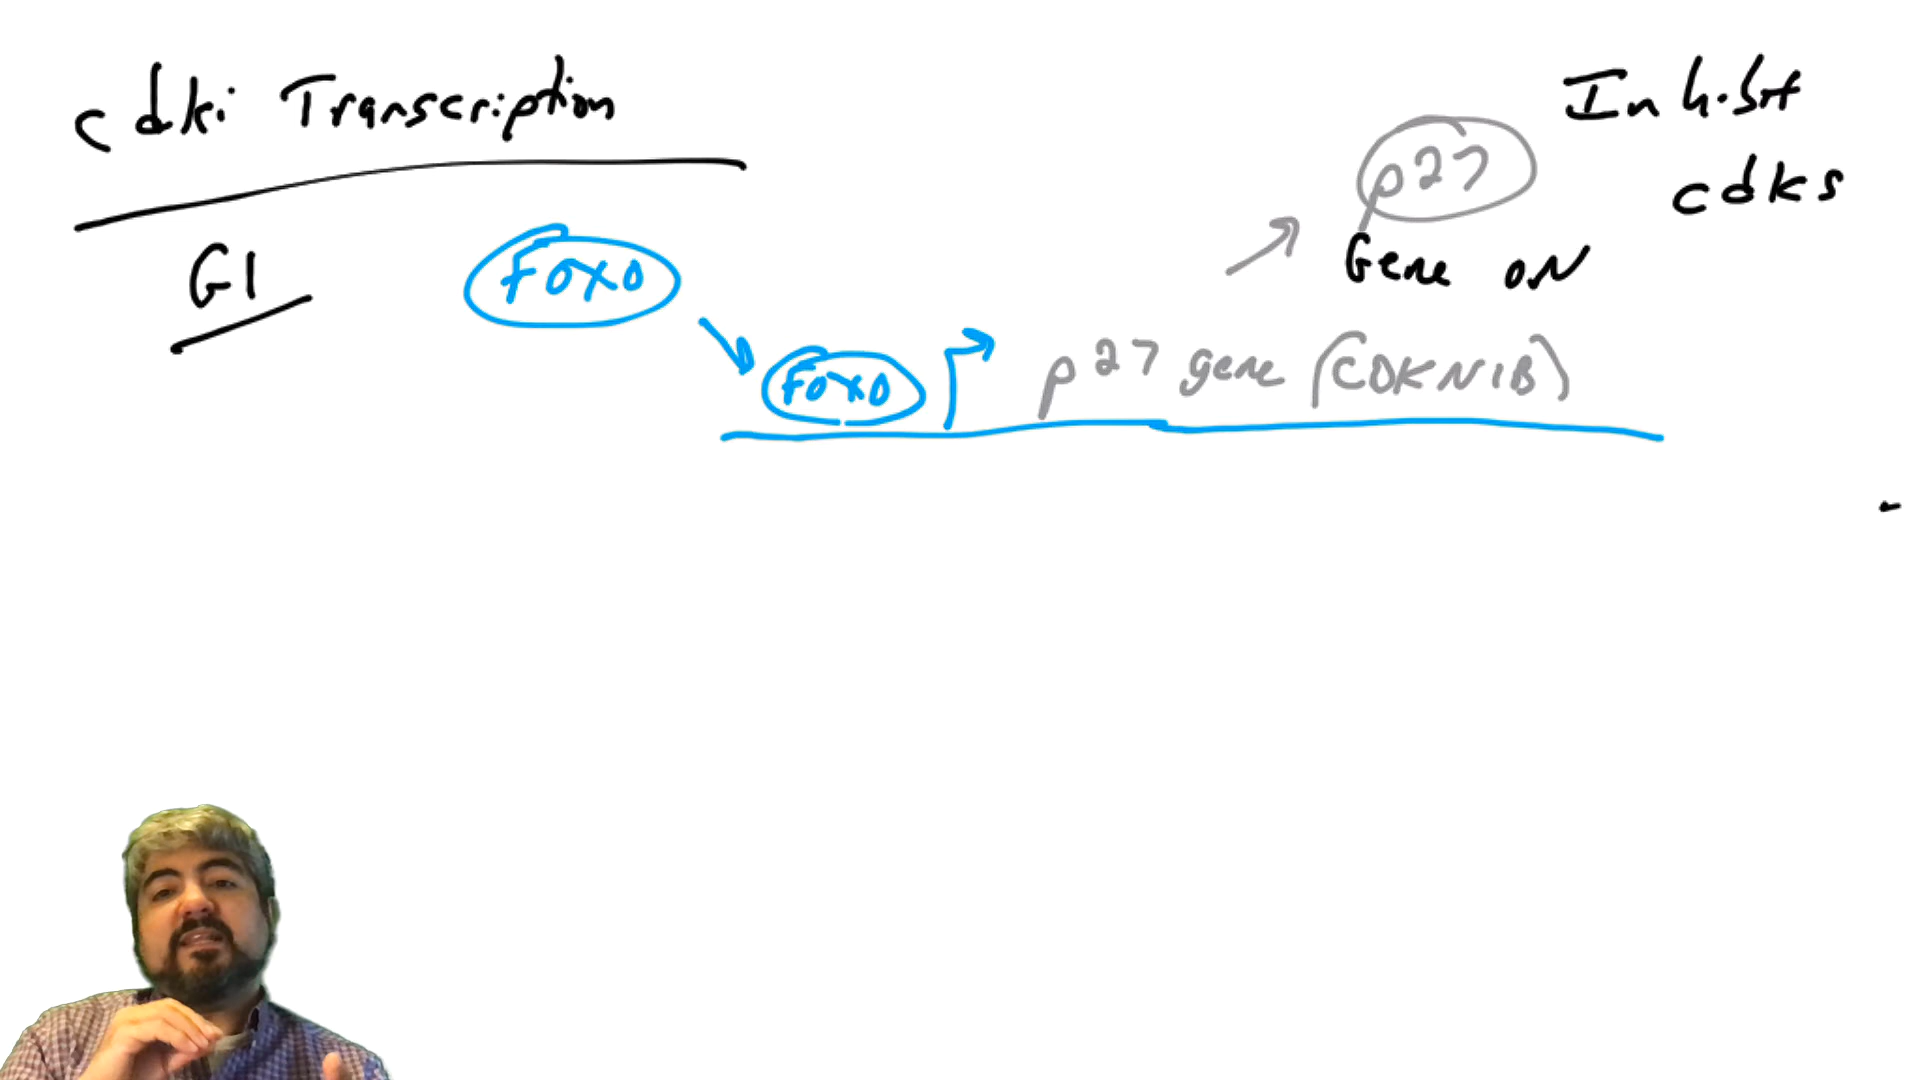 cdki Transcription
G1
FOXO
FOXO
p27 gene (CDKN1B)
p27
Gene ON
Inhibit
cdks